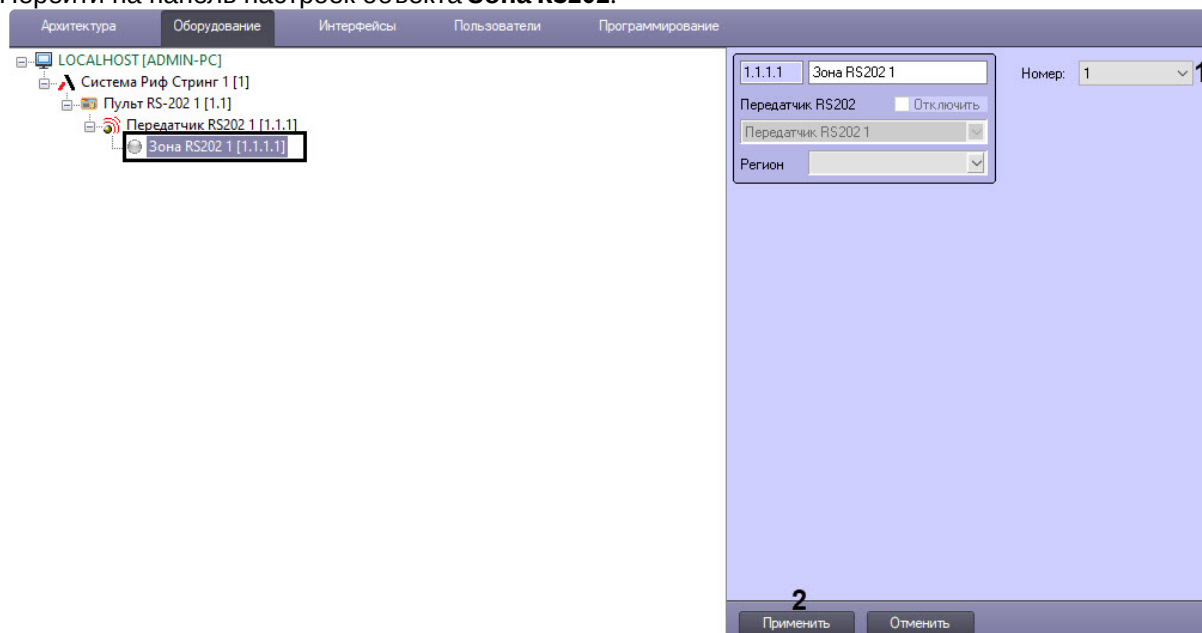 Перейти на панель настроек объекта Зона RS202.
Архитектура Оборудование Интерфейсы Пользователи Программирование
LOCALHOST [ADMIN-PC]
Система Риф Стринг 1 [1]
Пульт RS-202 1 [1.1]
Передатчик RS202 1 [1.1.1]
Зона RS202 1 [1.1.1.1]
1.1.1.1 Зона RS202 1 Номер: 1 1
Передатчик RS202 Отключить
Передатчик RS202 1
Регион
2
Применить Отменить